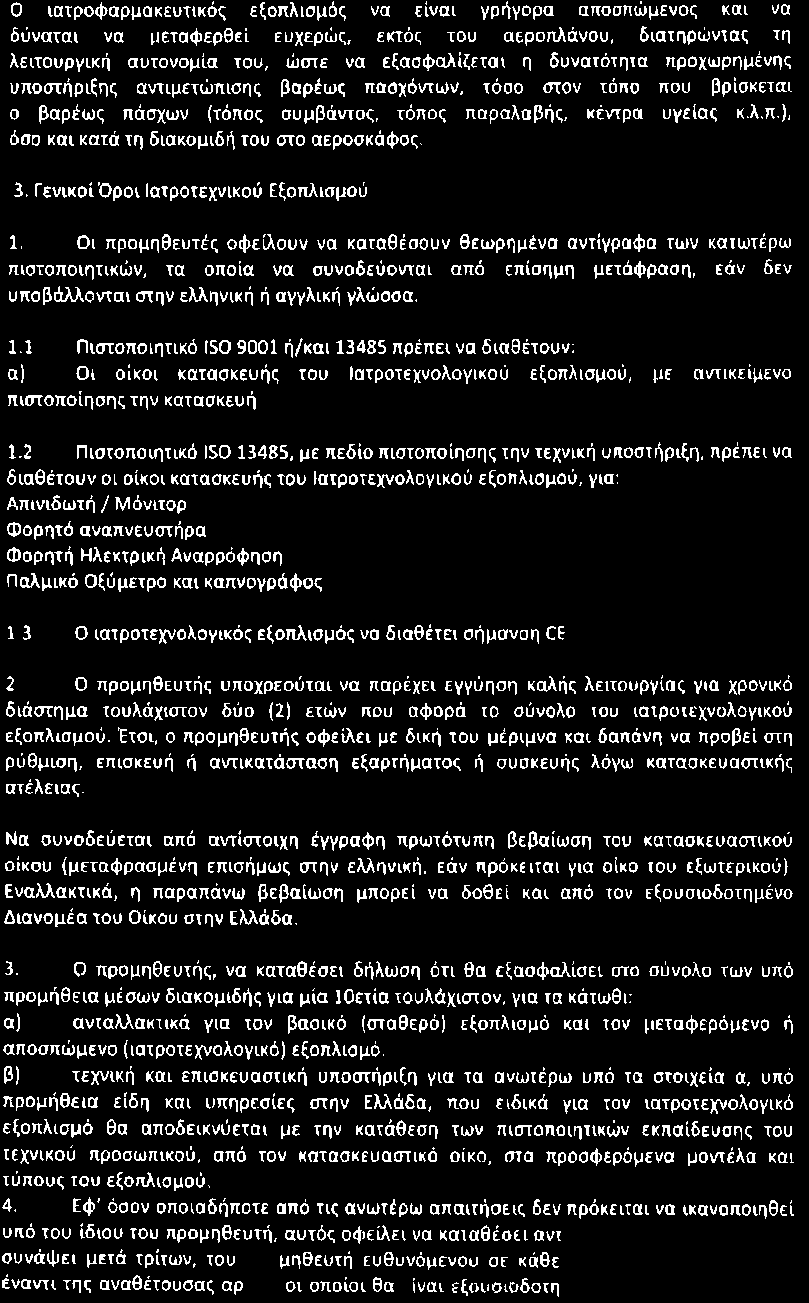 Ο ιατροφαρμακευτικός εξοπλισμός να είναι γρήγορα αποσπώμενος και να
δύναται να μεταφερθεί ευχερώς, εκτός του αεροπλάνου, διατηρώντας τη
λειτουργική αυτονομία του, ώστε να εξασφαλίζεται η δυνατότητα προχωρημένης
υποστήριξης αντιμετώπισης βαρέως πασχόντων, τόσο στον τόπο που βρίσκεται
ο βαρέως πάσχων (τόπος συμβάντος, τόπος παραλαβής, κέντρα υγείας κ.λ.π.),
όσο και κατά τη διακομιδή του στο αεροσκάφος.
3. Γενικοί Όροι Ιατροτεχνικού Εξοπλισμού
1. Οι προμηθευτές οφείλουν να καταθέσουν θεωρημένα αντίγραφα των κατωτέρω
πιστοποιητικών, τα οποία να συνοδεύονται από επίσημη μετάφραση, εάν δεν
υποβάλλονται στην ελληνική ή αγγλική γλώσσα.
1.1 Πιστοποιητικό ISO 9001 ή/και 13485 πρέπει να διαθέτουν:
α) Οι οίκοι κατασκευής του Ιατροτεχνολογικού εξοπλισμού, με αντικείμενο
πιστοποίησης την κατασκευή
1.2 Πιστοποιητικό ISO 13485, με πεδίο πιστοποίησης την τεχνική υποστήριξη, πρέπει να
διαθέτουν οι οίκοι κατασκευής του Ιατροτεχνολογικού εξοπλισμού, για:
Απινιδωτή / Μόνιτορ
Φορητό αναπνευστήρα
Φορητή Ηλεκτρική Αναρρόφηση
Παλμικό Οξύμετρο και καπνογράφος
1 3 Ο ιατροτεχνολογικός εξοπλισμός να διαθέτει σήμανση CE
2 Ο προμηθευτής υποχρεούται να παρέχει εγγύηση καλής λειτουργίας για χρονικό
διάστημα τουλάχιστον δύο (2) ετών που αφορά το σύνολο του ιατροτεχνολογικού
εξοπλισμού. Έτσι, ο προμηθευτής οφείλει με δική του μέριμνα και δαπάνη να προβεί στη
ρύθμιση, επισκευή ή αντικατάσταση εξαρτήματος ή συσκευής λόγω κατασκευαστικής
ατέλειας.
Να συνοδεύεται από αντίστοιχη έγγραφη πρωτότυπη βεβαίωση του κατασκευαστικού
οίκου (μεταφρασμένη επισήμως στην ελληνική, εάν πρόκειται για οίκο του εξωτερικού)
Εναλλακτικά, η παραπάνω βεβαίωση μπορεί να δοθεί και από τον εξουσιοδοτημένο
Διανομέα του Οίκου στην Ελλάδα.
3. Ο προμηθευτής, να καταθέσει δήλωση ότι θα εξασφαλίσει στο σύνολο των υπό
προμήθεια μέσων διακομιδής για μία 10ετία τουλάχιστον, για τα κάτωθι:
α) ανταλλακτικά για τον βασικό (σταθερό) εξοπλισμό και τον μεταφερόμενο ή
αποσπώμενο (ιατροτεχνολογικό) εξοπλισμό.
β) τεχνική και επισκευαστική υποστήριξη για τα ανωτέρω υπό τα στοιχεία α, υπό
προμήθεια είδη και υπηρεσίες στην Ελλάδα, που ειδικά για τον ιατροτεχνολογικό
εξοπλισμό θα αποδεικνύεται με την κατάθεση των πιστοποιητικών εκπαίδευσης του
τεχνικού προσωπικού, από τον κατασκευαστικό οίκο, στα προσφερόμενα μοντέλα και
τύπους του εξοπλισμού.
4. Εφ' όσον οποιαδήποτε από τις ανωτέρω απαιτήσεις δεν πρόκειται να ικανοποιηθεί
υπό του ίδιου του προμηθευτή, αυτός οφείλει να καταθέσει αντ
συνάψει μετά τρίτων, του μηθευτή ευθυνόμενου σε κάθε
έναντι της αναθέτουσας αρ οι οποίοι θα ίναι εξουσιοδοτη